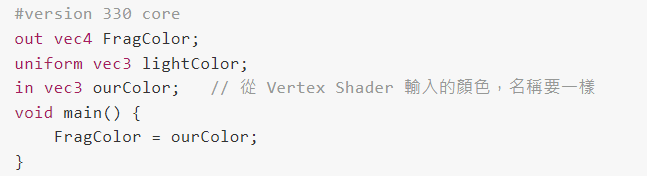 #version 330 core
out vec4 FragColor;
uniform vec3 lightColor;
in vec3 ourColor;   // 從 Vertex Shader 輸入的顏色，名稱要一樣
void main() {
    FragColor = ourColor;
}